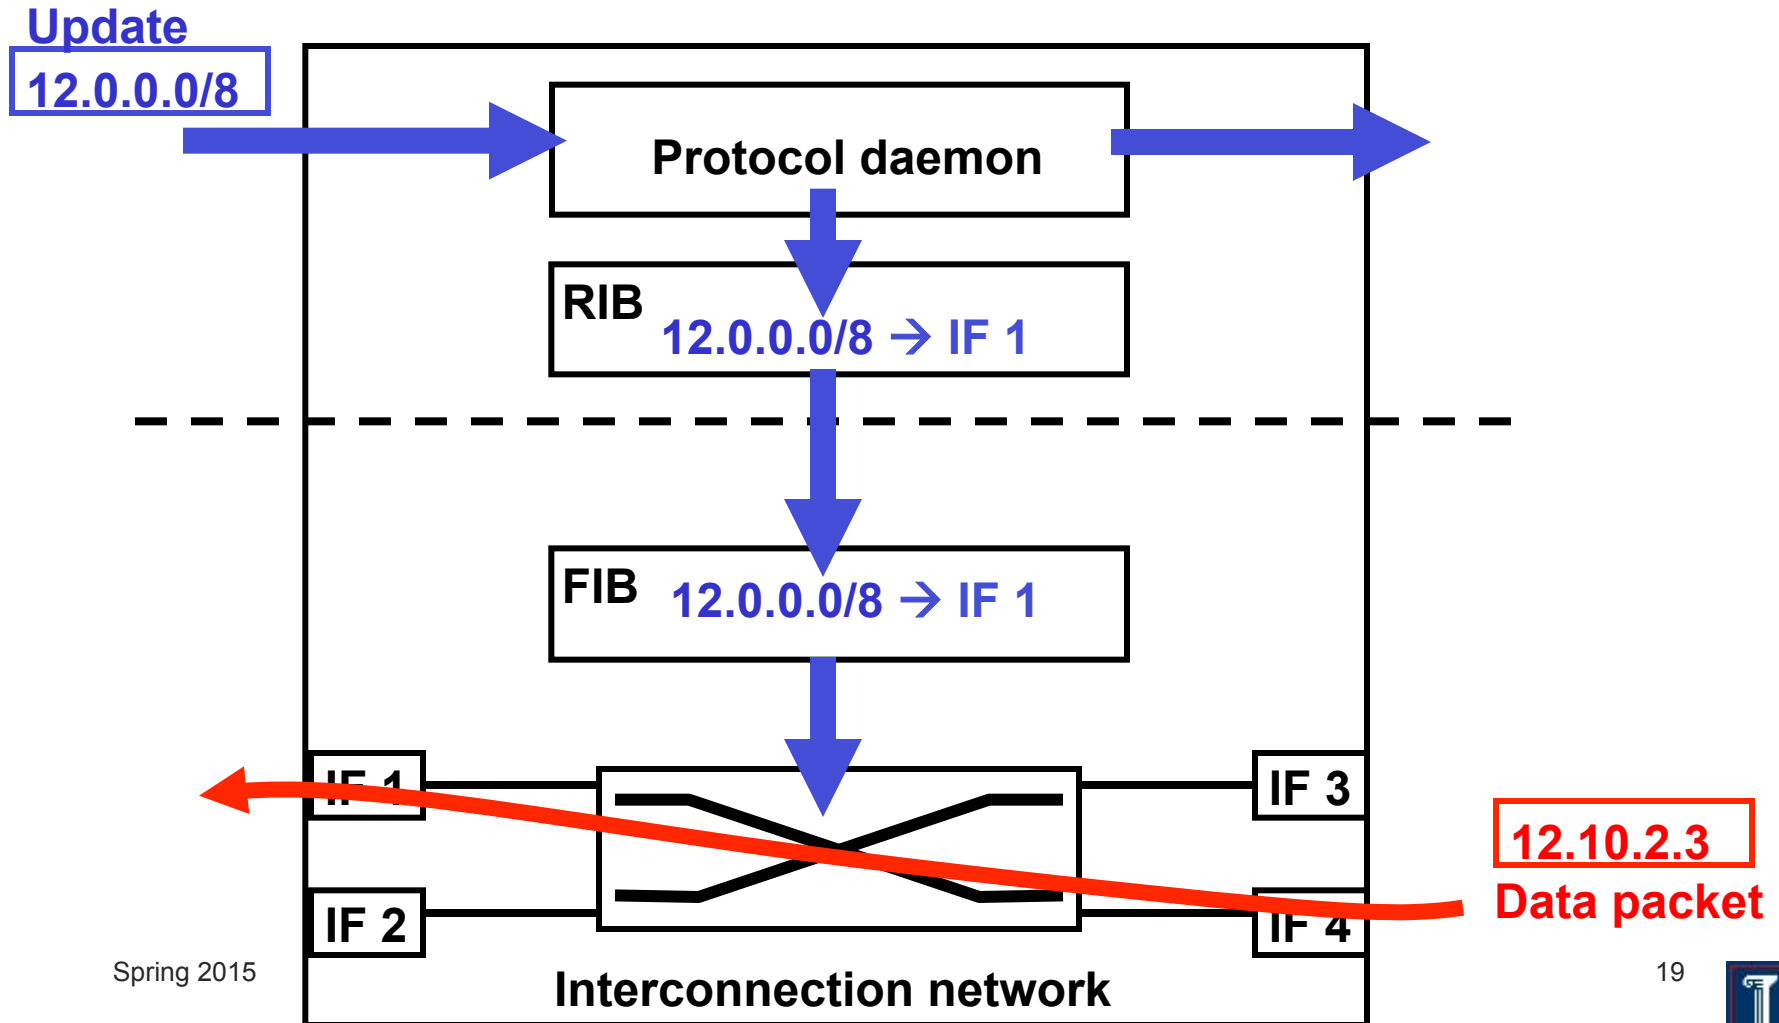 Update
12.0.0.0/8
Protocol daemon
RIB
12.0.0.0/8 → IF 1
FIB 12.0.0.0/8 → IF 1
IF 1
IF 3
12.10.2.3
Data packet
IF 2
IF 4
Spring 2015
Interconnection network
19